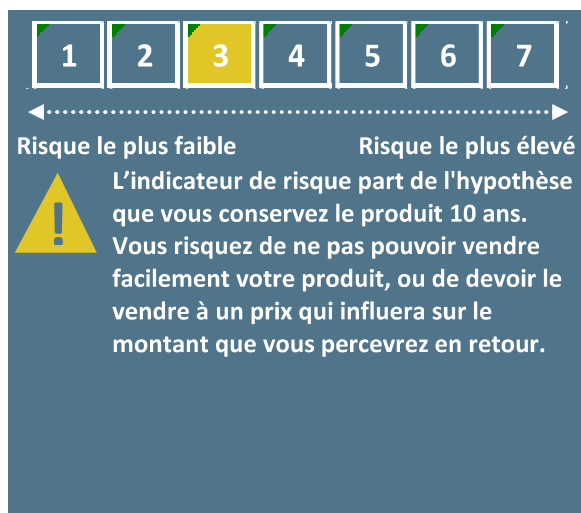 1 2 3 4 5 6 7
Risque le plus faible Risque le plus élevé
L’indicateur de risque part de l'hypothèse
que vous conservez le produit 10 ans.
Vous risquez de ne pas pouvoir vendre
facilement votre produit, ou de devoir le
vendre à un prix qui influera sur le
montant que vous percevrez en retour.